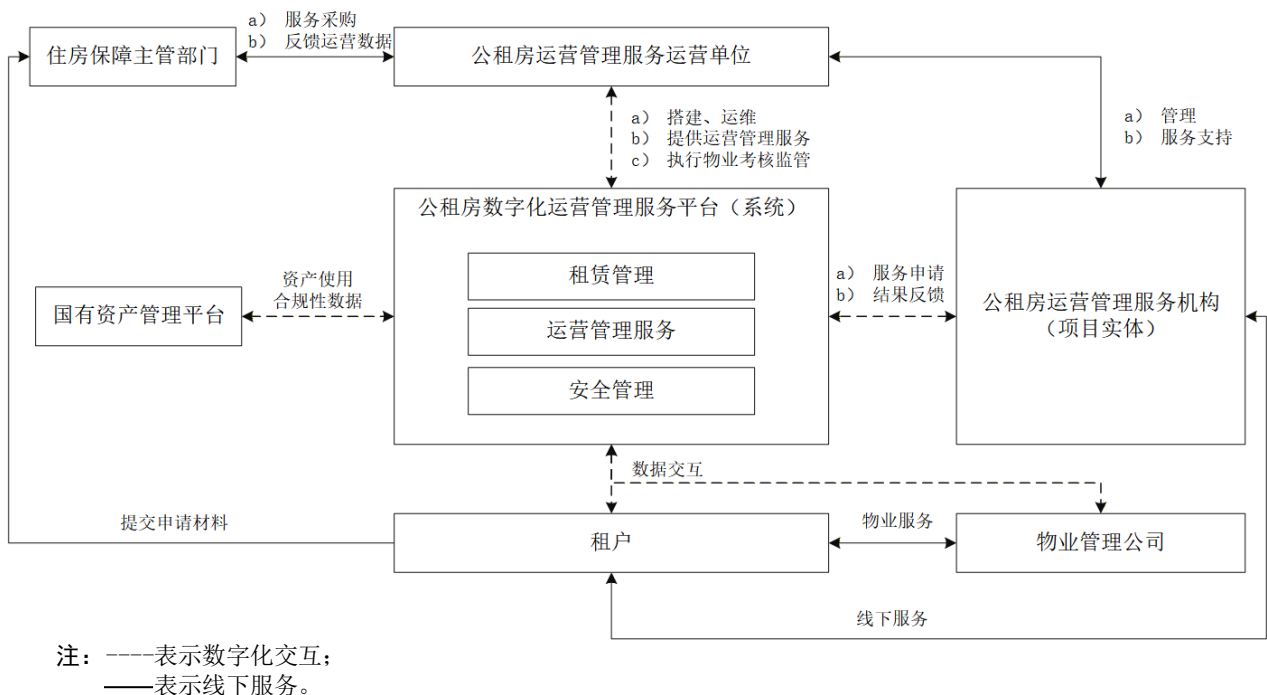 a） 服务采购
b） 反馈运营数据
住房保障主管部门
公租房运营管理服务运营单位
a） 搭建、运维
b） 提供运营管理服务
c） 执行物业考核监管
a） 管理
b） 服务支持
公租房数字化运营管理服务平台（系统）
租赁管理
运营管理服务
安全管理
资产使用
合规性数据
国有资产管理平台
a） 服务申请
b） 结果反馈
公租房运营管理服务机构
（项目实体）
数据交互
提交申请材料
租户
物业服务
物业管理公司
线下服务
注：----表示数字化交互；
——表示线下服务。